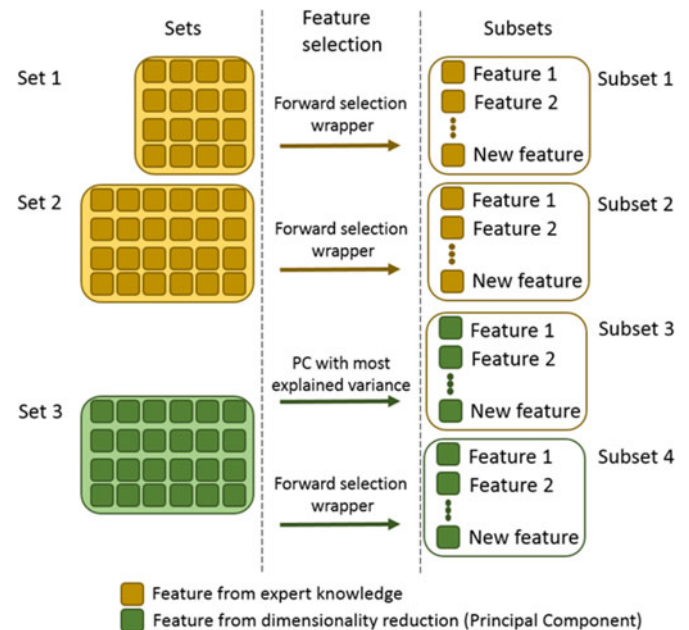 Sets
Feature
selection
Subsets
Set 1
Forward selection
wrapper
Feature 1
Feature 2
New feature
Subset 1
Set 2
Forward selection
wrapper
Feature 1
Feature 2
New feature
Subset 2
Set 3
PC with most
explained variance
Feature 1
Feature 2
New feature
Subset 3
Forward selection
wrapper
Feature 1
Feature 2
New feature
Subset 4
Feature from expert knowledge
Feature from dimensionality reduction (Principal Component)